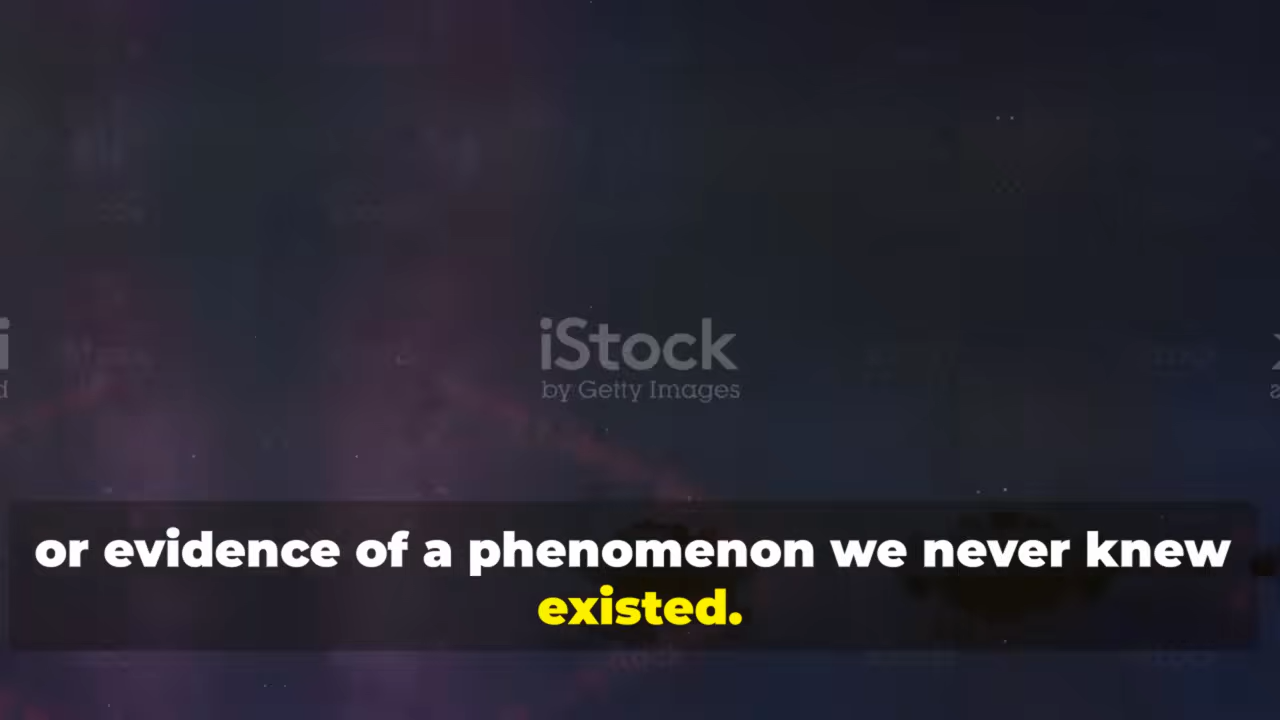 iStock
by Getty Images
or evidence of a phenomenon we never knew
existed.